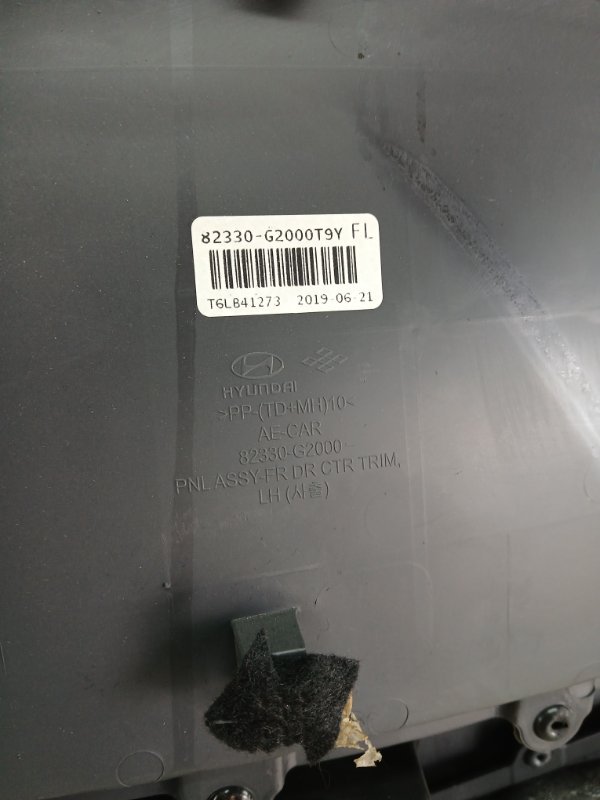 82330-G2000T9Y FL
T6LB41273 2019-06-21
HYUNDAI
>PP-(TD+MH)10<
AE-CAR
82330-G2000
PNL ASSY-FR DR CTR TRIM,
LH (사출)